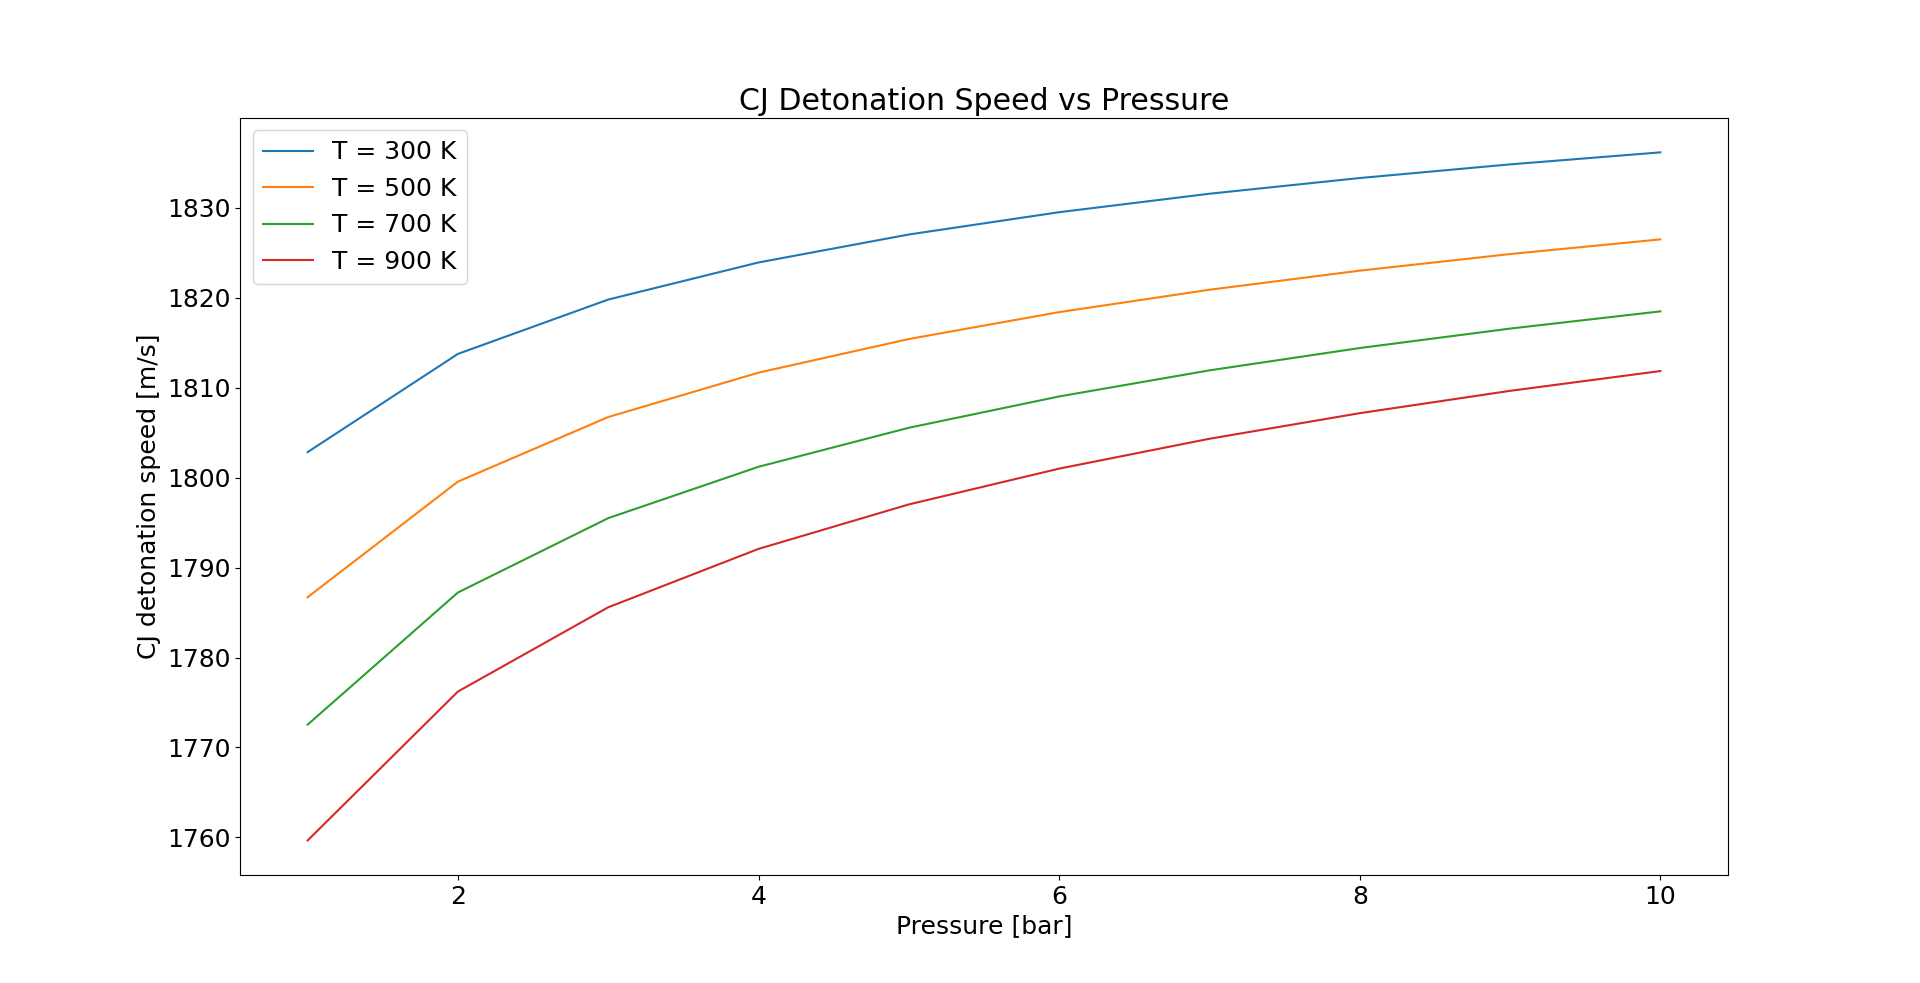 CJ Detonation Speed vs Pressure
T = 300 K
T = 500 K
T = 700 K
T = 900 K
1830
1820
1810
1800
1790
1780
1770
1760
CJ detonation speed [m/s]
2 4 6 8 10
Pressure [bar]